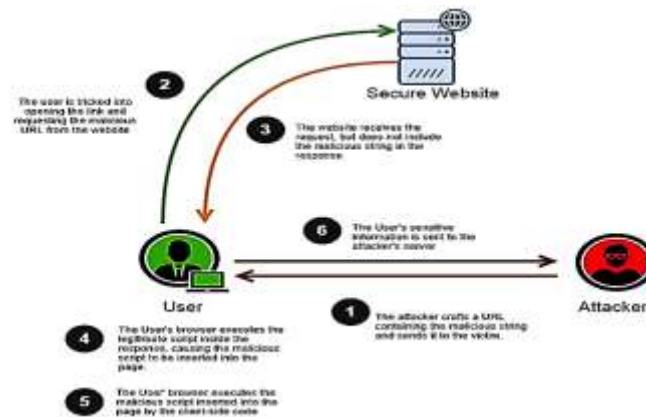 2
The user is tricked into
opening the link and
requesting the malicious
URL from the website
Secure Website
3
The website receives the
request, but does not include
the malicious string in the
response
6
The User's sensitive
Information is sent to the
attacker's server
User
Attacker
1
The attacker crafts a URL
containing the malicious string
and sends it to the victim.
4
The User's browser executes the
legitimate script inside the
response, causing the malicious
script to be inserted into the
page.
5
The User' browser executes the
malicious script inserted into the
page by the client-side code